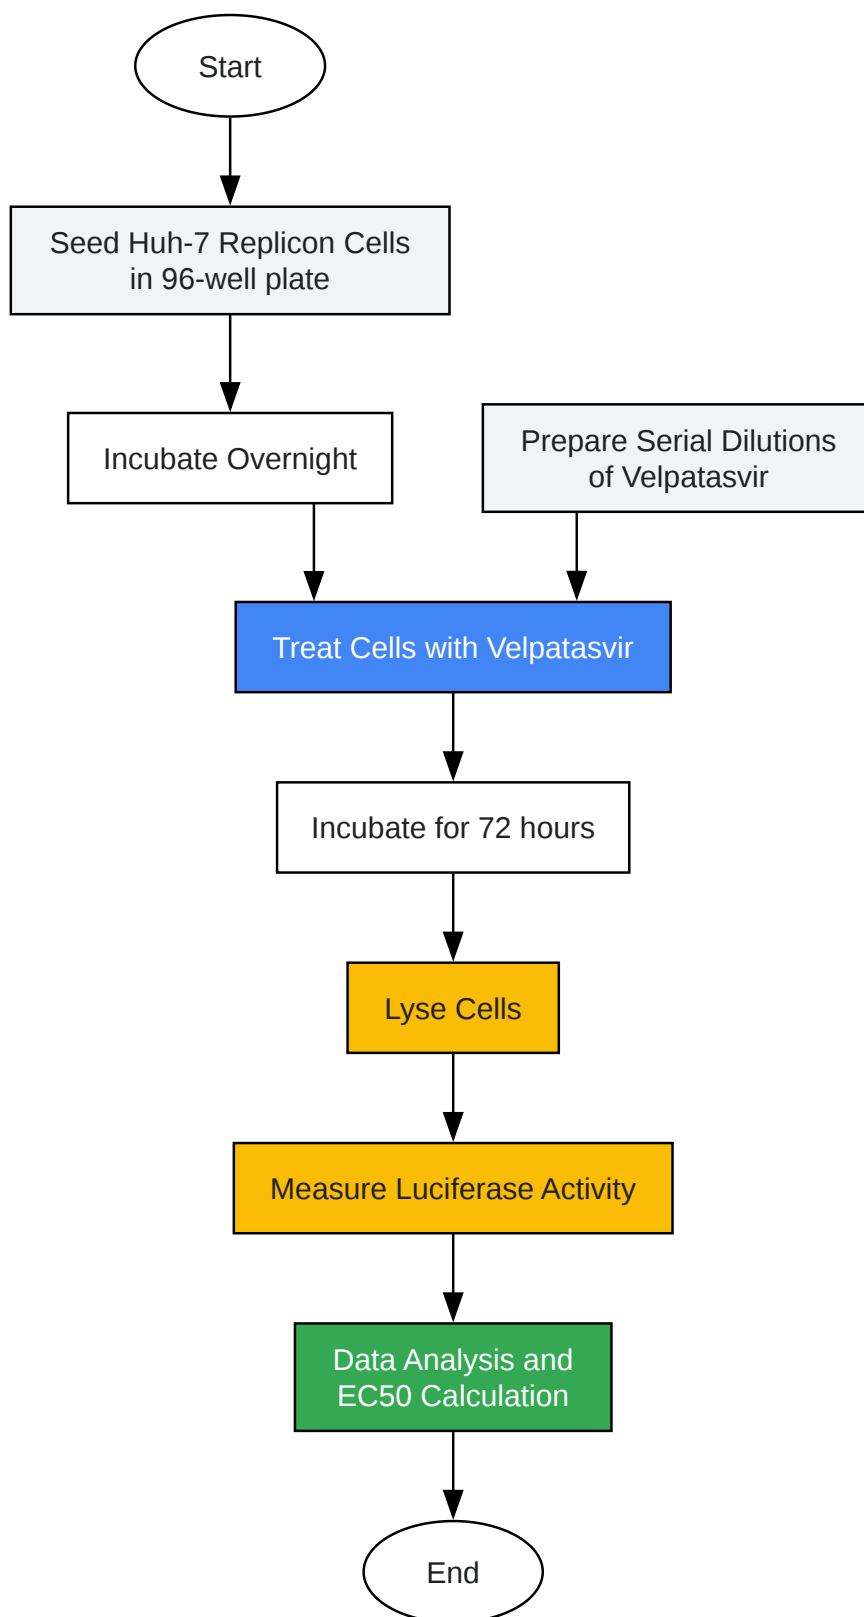 Start
Seed Huh-7 Replicon Cells
in 96-well plate
Incubate Overnight
Prepare Serial Dilutions
of Velpatasvir
Treat Cells with Velpatasvir
Incubate for 72 hours
Lyse Cells
Measure Luciferase Activity
Data Analysis and
EC50 Calculation
End